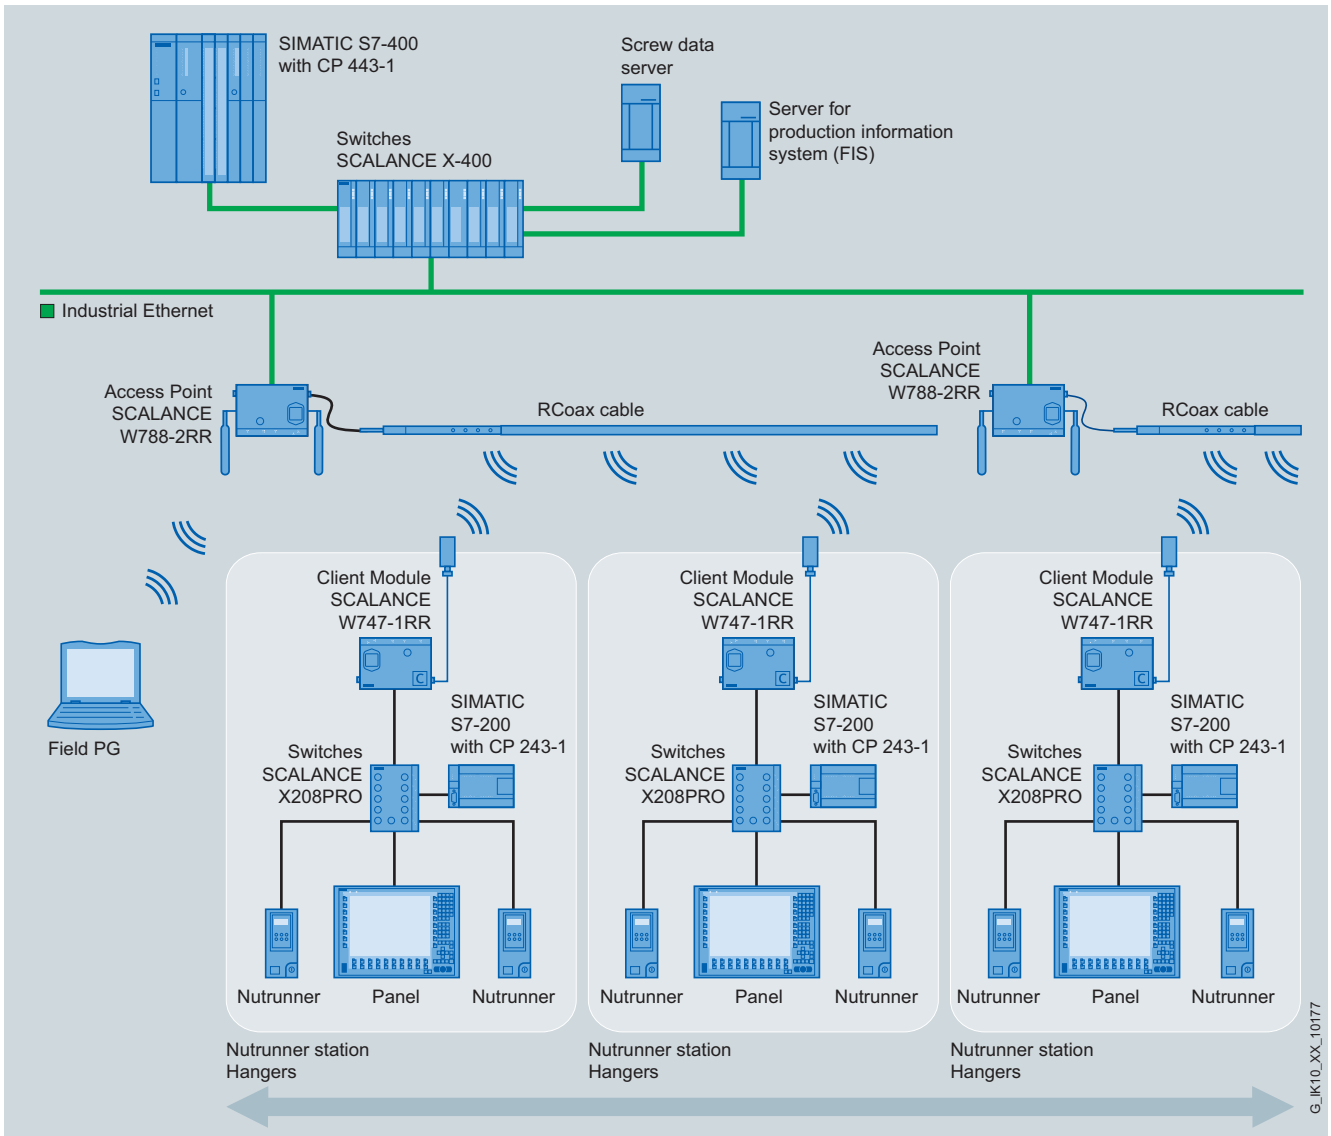 SIMATIC S7-400
with CP 443-1
Screw data
server
Server for
production information
system (FIS)
Switches
SCALANCE X-400
Industrial Ethernet
Access Point
SCALANCE
W788-2RR
RCoax cable
Access Point
SCALANCE
W788-2RR
RCoax cable
Client Module
SCALANCE
W747-1RR
C
SIMATIC
S7-200
with CP 243-1
Switches
SCALANCE
X208PRO
Nutrunner
Panel
Nutrunner
Client Module
SCALANCE
W747-1RR
C
SIMATIC
S7-200
with CP 243-1
Switches
SCALANCE
X208PRO
Nutrunner
Panel
Nutrunner
Client Module
SCALANCE
W747-1RR
C
SIMATIC
S7-200
with CP 243-1
Switches
SCALANCE
X208PRO
Nutrunner
Panel
Nutrunner
Field PG
Nutrunner station
Hangers
Nutrunner station
Hangers
Nutrunner station
Hangers
G_IK10_XX_10177